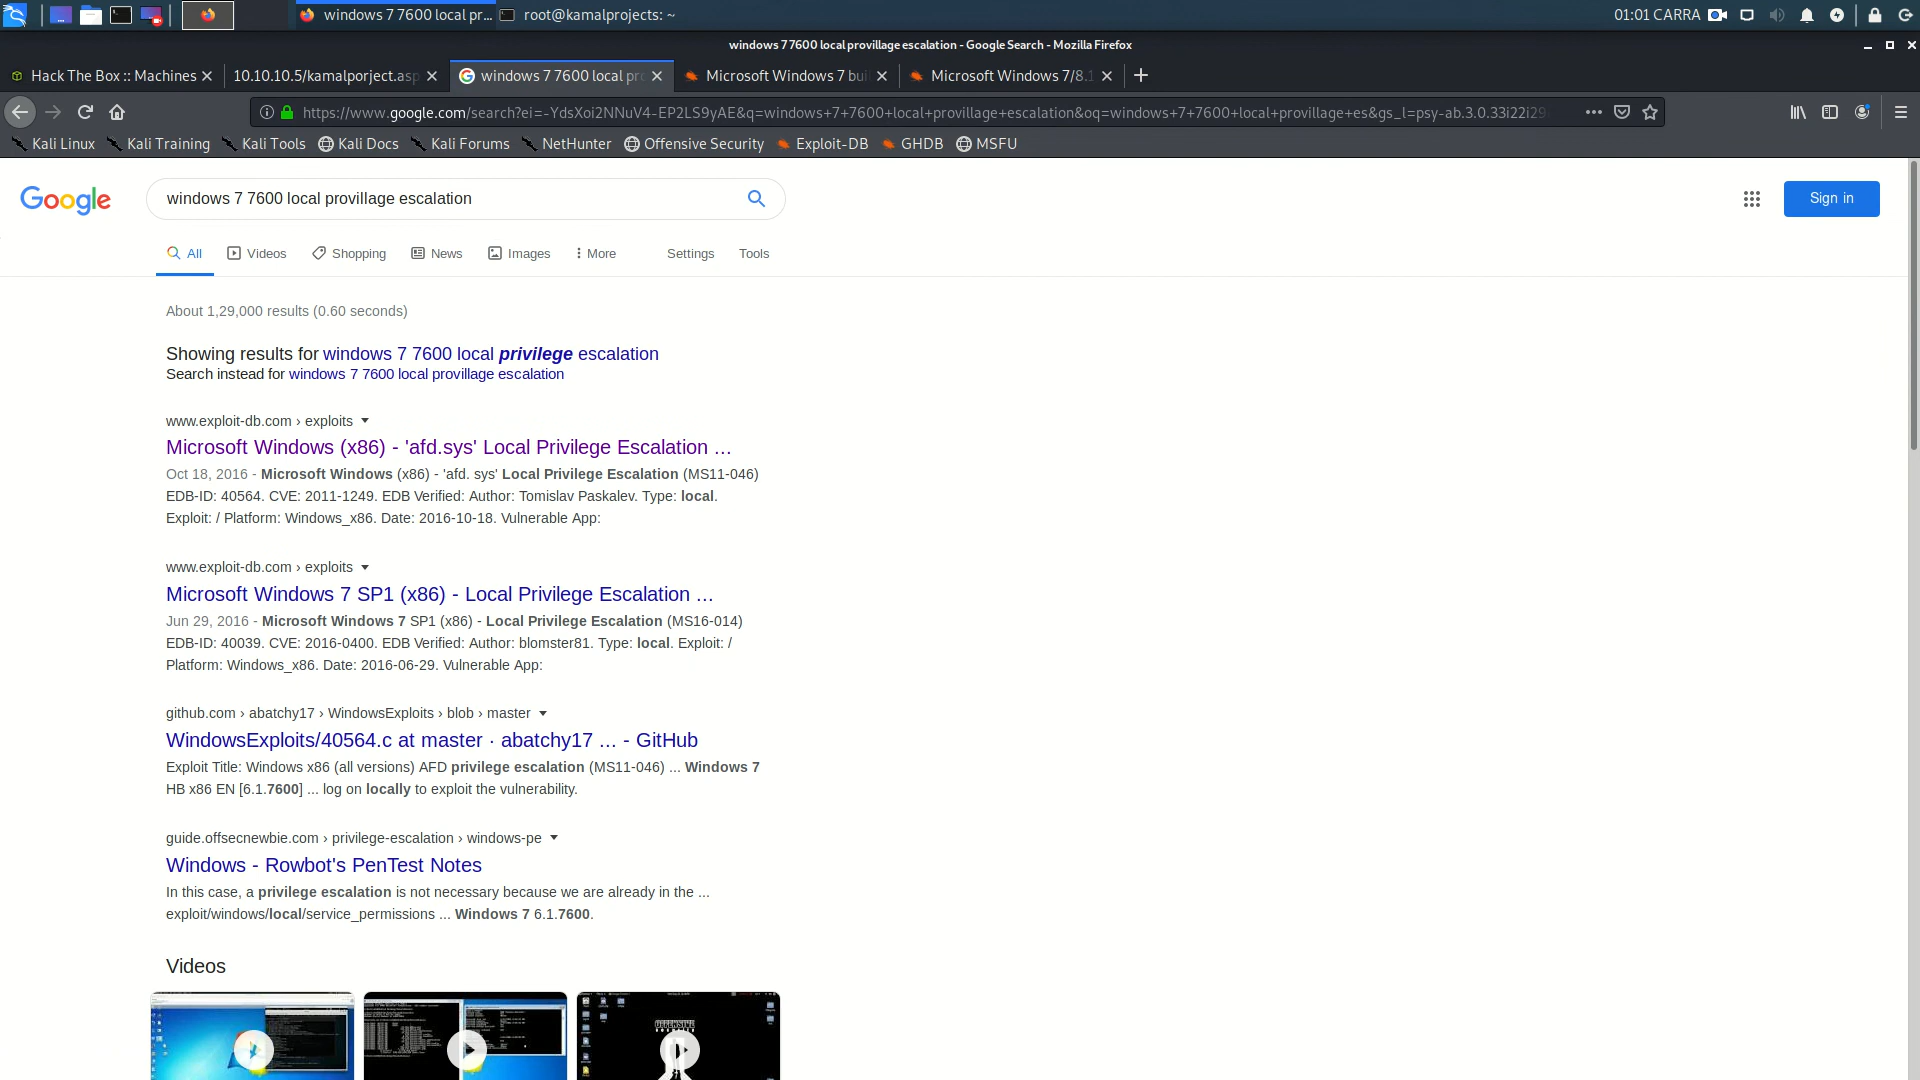 windows 7 7600 local pr...
root@kamalprojects: ~
01:01 CARRA
windows 7 7600 local provillage escalation - Google Search - Mozilla Firefox
Hack The Box :: Machines
10.10.10.5/kamalporject.asp
windows 7 7600 local pr
Microsoft Windows 7 bui
Microsoft Windows 7/8.1
https://www.google.com/search?ei=-YdsXoi2NNuV4-EP2LS9yAE&q=windows+7+7600+local+provillage+escalation&oq=windows+7+7600+local+provillage+es&gs_l=psy-ab.3.0.33i22i29
Kali Linux
Kali Training
Kali Tools
Kali Docs
Kali Forums
NetHunter
Offensive Security
Exploit-DB
GHDB
MSFU
Google
windows 7 7600 local provillage escalation
Sign in
All
Videos
Shopping
News
Images
More
Settings
Tools
About 1,29,000 results (0.60 seconds)
Showing results for windows 7 7600 local privilege escalation
Search instead for windows 7 7600 local provillage escalation
www.exploit-db.com › exploits
Microsoft Windows (x86) - 'afd.sys' Local Privilege Escalation ...
Oct 18, 2016 - Microsoft Windows (x86) - 'afd. sys' Local Privilege Escalation (MS11-046)
EDB-ID: 40564. CVE: 2011-1249. EDB Verified: Author: Tomislav Paskalev. Type: local.
Exploit: / Platform: Windows_x86. Date: 2016-10-18. Vulnerable App:
www.exploit-db.com › exploits
Microsoft Windows 7 SP1 (x86) - Local Privilege Escalation ...
Jun 29, 2016 - Microsoft Windows 7 SP1 (x86) - Local Privilege Escalation (MS16-014)
EDB-ID: 40039. CVE: 2016-0400. EDB Verified: Author: blomster81. Type: local. Exploit: /
Platform: Windows_x86. Date: 2016-06-29. Vulnerable App:
github.com › abatchy17 › WindowsExploits › blob › master
WindowsExploits/40564.c at master · abatchy17 ... - GitHub
Exploit Title: Windows x86 (all versions) AFD privilege escalation (MS11-046) ... Windows 7
HB x86 EN [6.1.7600] ... log on locally to exploit the vulnerability.
guide.offsecnewbie.com › privilege-escalation › windows-pe
Windows - Rowbot's PenTest Notes
In this case, a privilege escalation is not necessary because we are already in the ...
exploit/windows/local/service_permissions ... Windows 7 6.1.7600.
Videos